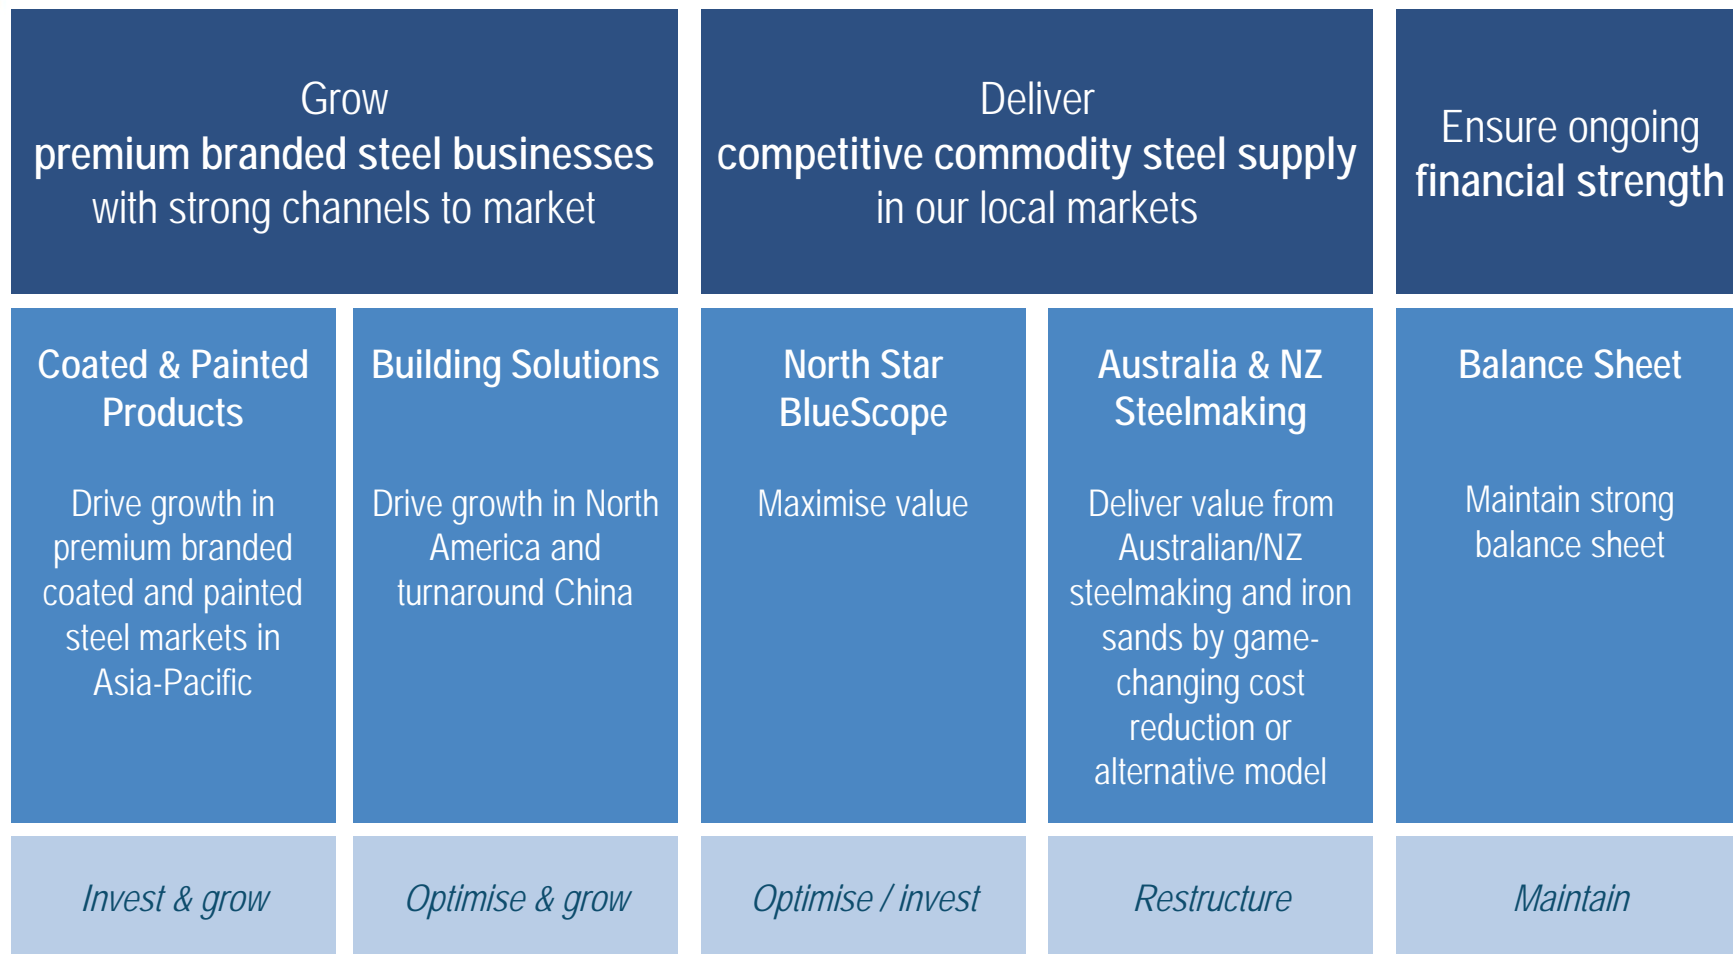 Grow
premium branded steel businesses
with strong channels to market
Deliver
competitive commodity steel supply
in our local markets
Ensure ongoing
financial strength
Coated & Painted
Products
Drive growth in
premium branded
coated and painted
steel markets in
Asia-Pacific
Building Solutions
Drive growth in North
America and
turnaround China
North Star
BlueScope
Maximise value
Australia & NZ
Steelmaking
Deliver value from
Australian/NZ
steelmaking and iron
sands by game-
changing cost
reduction or
alternative model
Balance Sheet
Maintain strong
balance sheet
Invest & grow
Optimise & grow
Optimise / invest
Restructure
Maintain